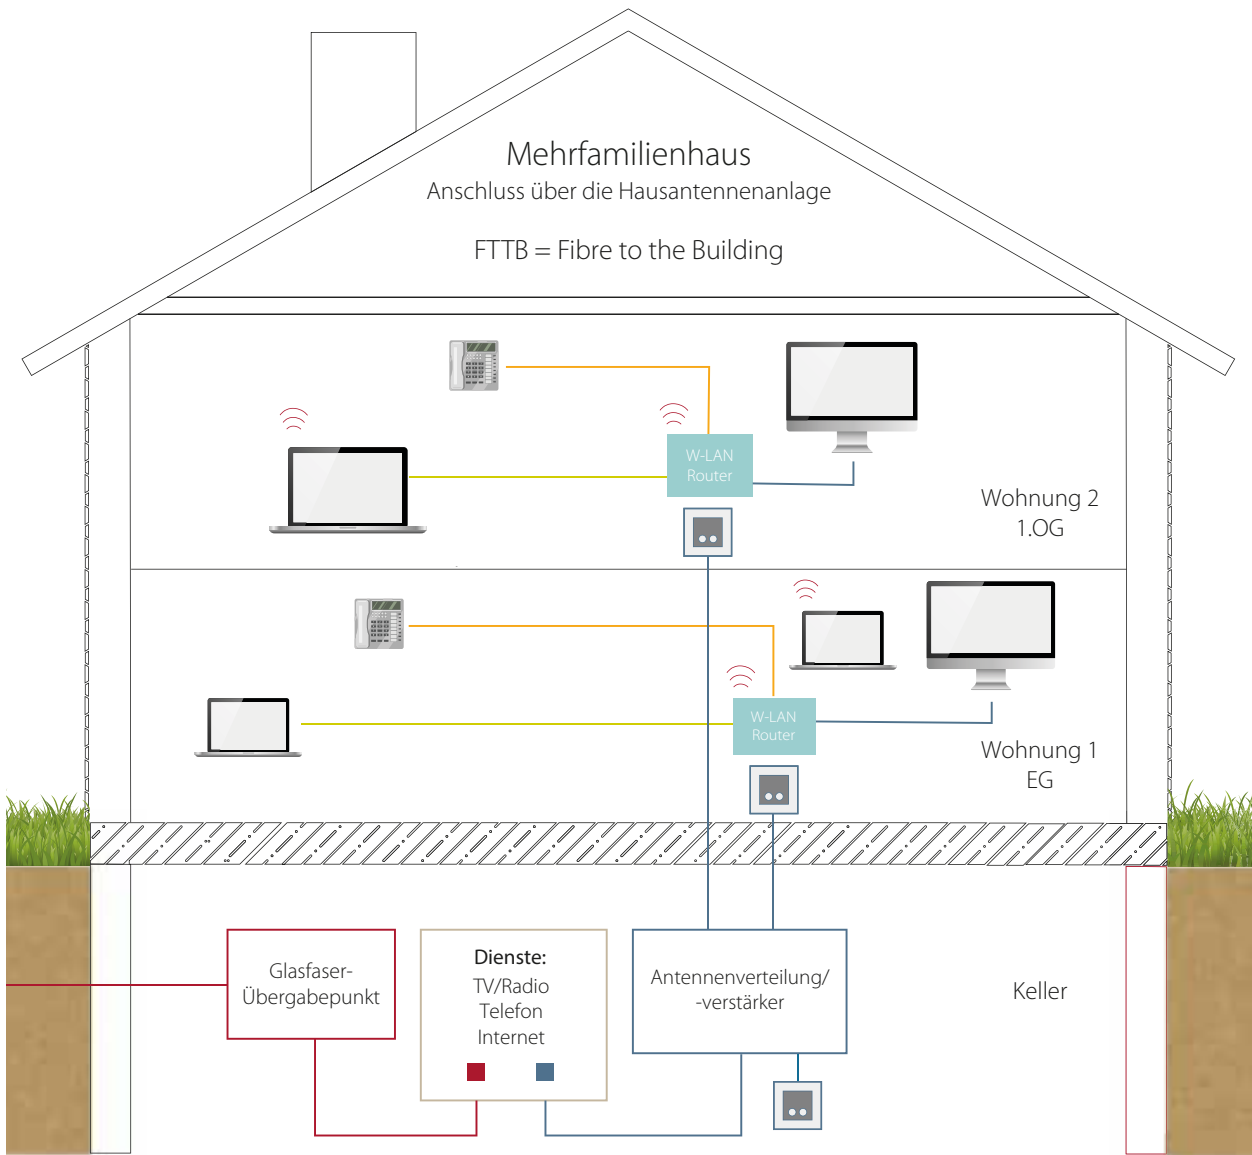 Mehrfamilienhaus
Anschluss über die Hausantennenanlage
FTTB = Fibre to the Building
W-LAN
Router
Wohnung 2
1.OG
W-LAN
Router
Wohnung 1
EG
Glasfaser-
Übergabepunkt
Dienste:
TV/Radio
Telefon
Internet
Antennenverteilung/
-verstärker
Keller